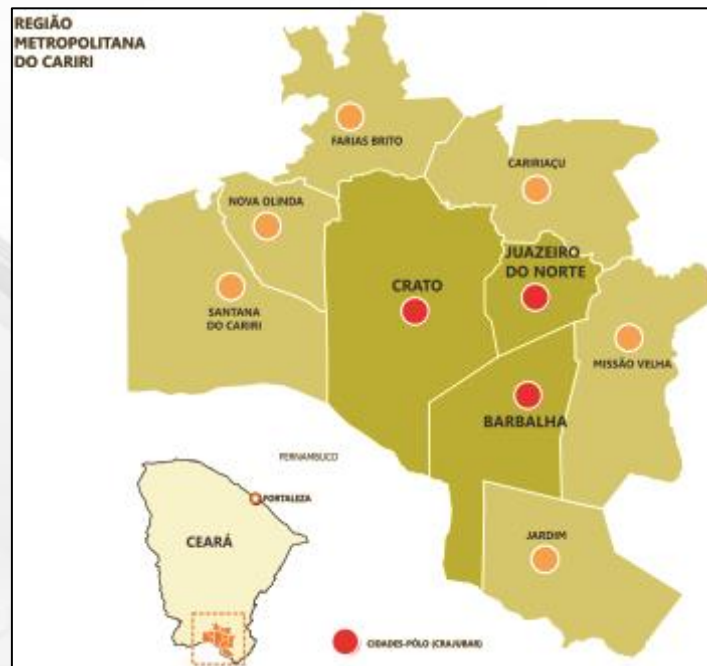 REGIÃO
METROPOLITANA
DO CARIRI
FARIAS BRITO
CARIRIAÇU
NOVA OLINDA
JUAZEIRO
DO NORTE
CRATO
SANTANA
DO CARIRI
MISSÃO VELHA
BARBALHA
PERNAMBUCO
FORTALEZA
CEARÁ
JARDIM
CIDADES-PÓLO (CRAJUBAR)